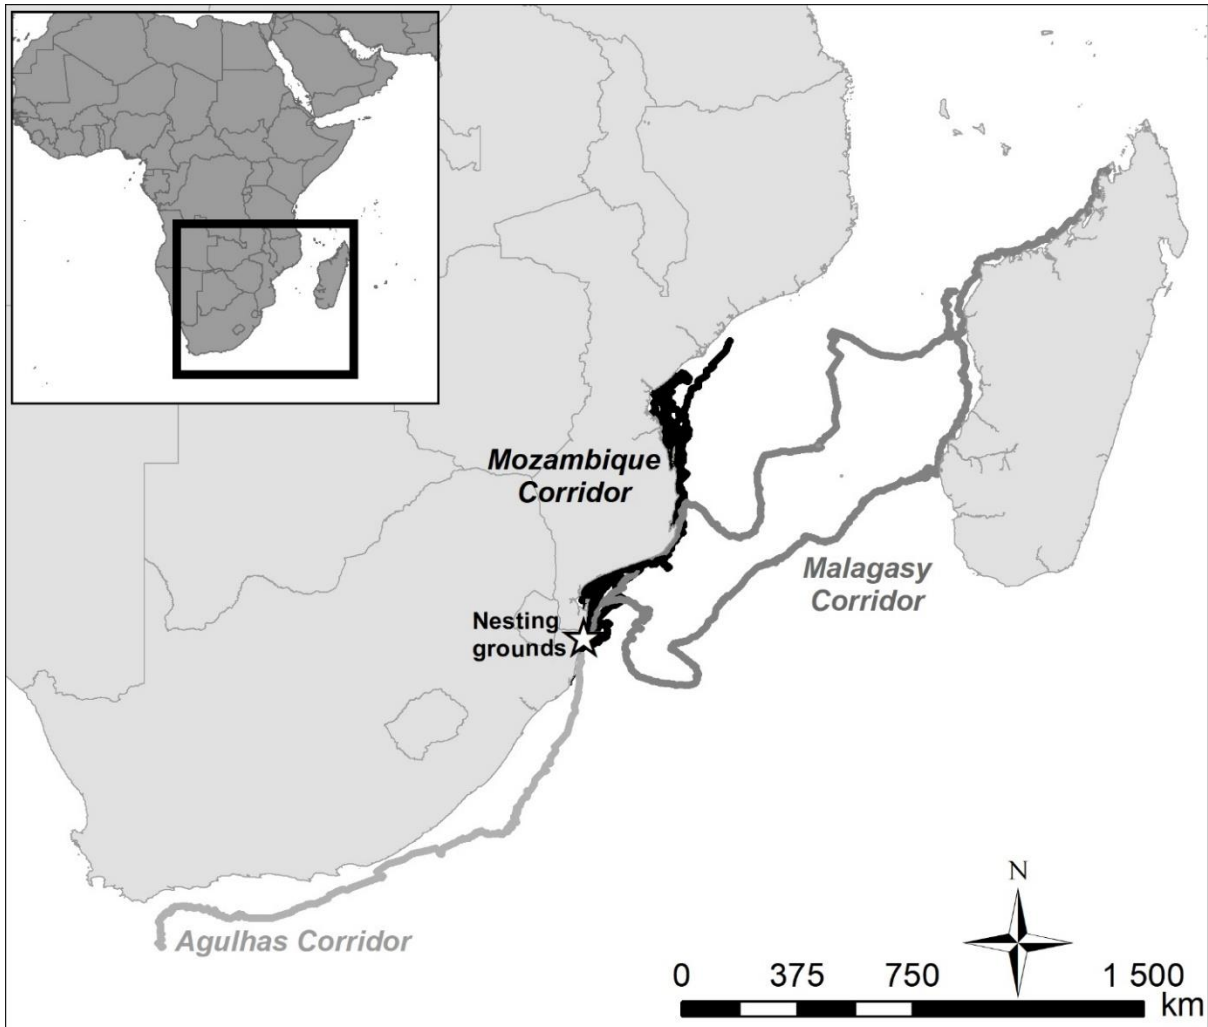 Mozambique
Corridor
Malagasy
Corridor
Nesting
grounds
Agulhas Corridor
N
0 375 750 1 500
km